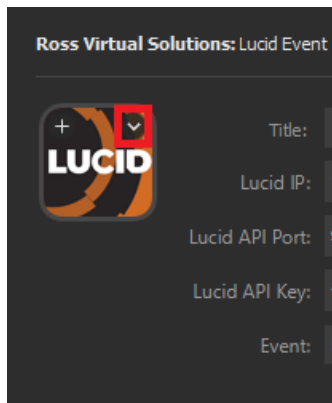 Ross Virtual Solutions: Lucid Event
LUCID
Title:
Lucid IP:
Lucid API Port:
Lucid API Key:
Event: